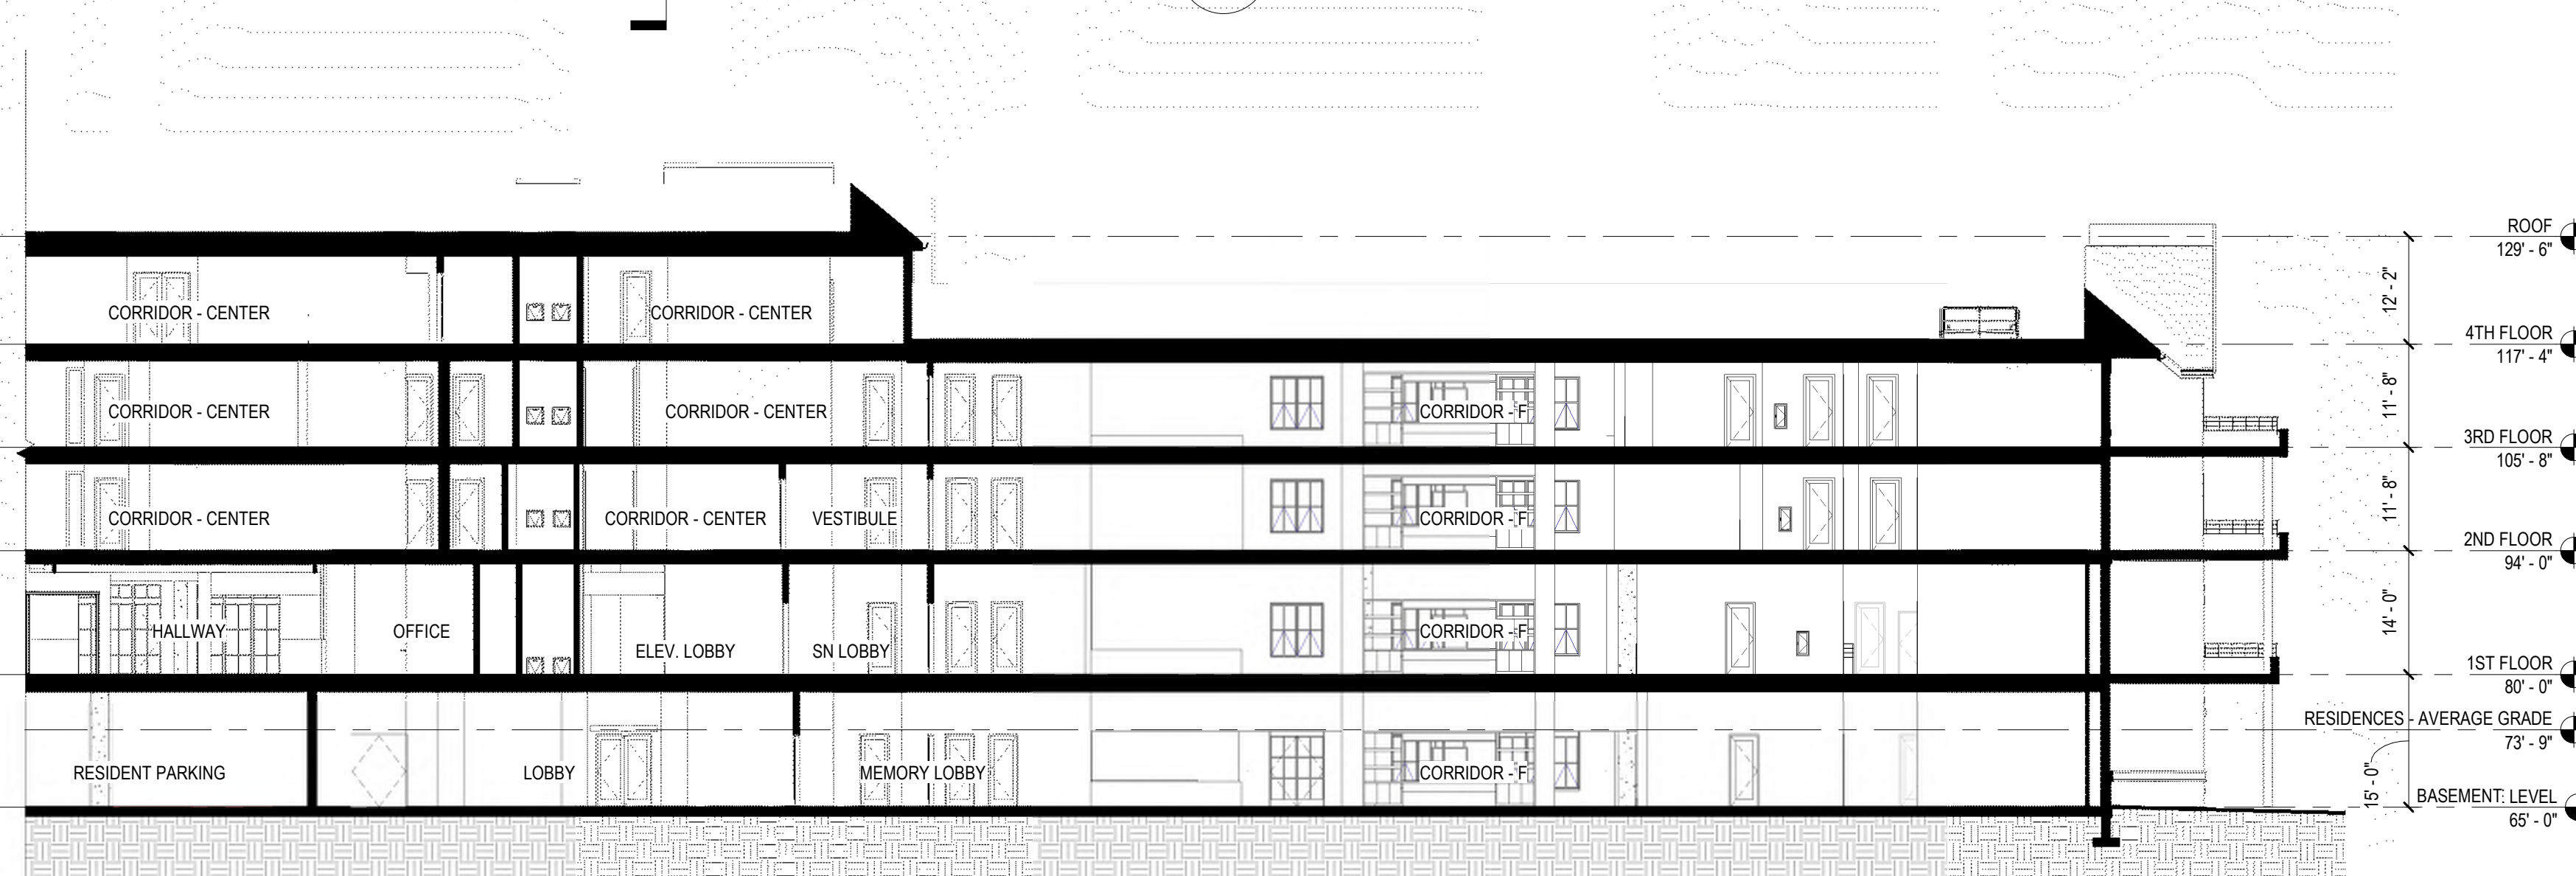 ROOF
129' - 6"
12' - 2"
CORRIDOR - CENTER
CORRIDOR - CENTER
4TH FLOOR
117' - 4"
11' - 8"
CORRIDOR - CENTER
CORRIDOR - CENTER
CORRIDOR - F
3RD FLOOR
105' - 8"
11' - 8"
CORRIDOR - CENTER
CORRIDOR - CENTER
VESTIBULE
CORRIDOR - F
2ND FLOOR
94' - 0"
14' - 0"
HALLWAY
OFFICE
ELEV. LOBBY
SN LOBBY
CORRIDOR - F
1ST FLOOR
80' - 0"
RESIDENCES - AVERAGE GRADE
73' - 9"
15' - 0"
RESIDENT PARKING
LOBBY
MEMORY LOBBY
CORRIDOR - F
BASEMENT: LEVEL
65' - 0"